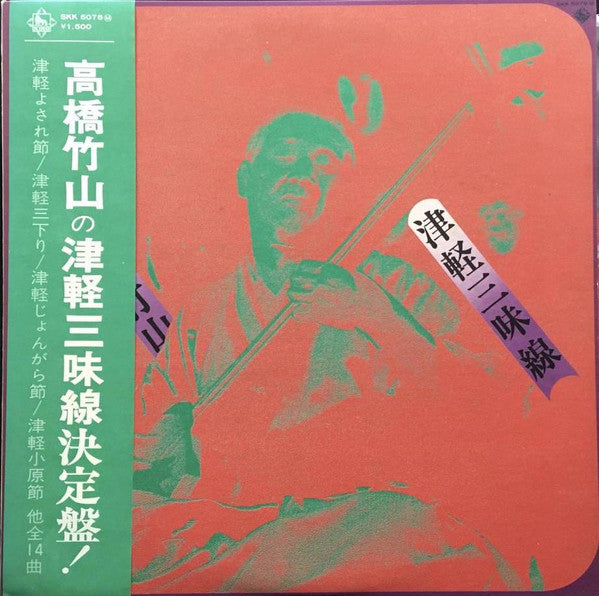 SKK 5078Ⓜ
¥1,500
高橋竹山の津軽三味線決定盤!
津軽よされ節/津軽三下り/津軽じょんがら節/津軽小原節 他全14曲
竹山
津軽三味線